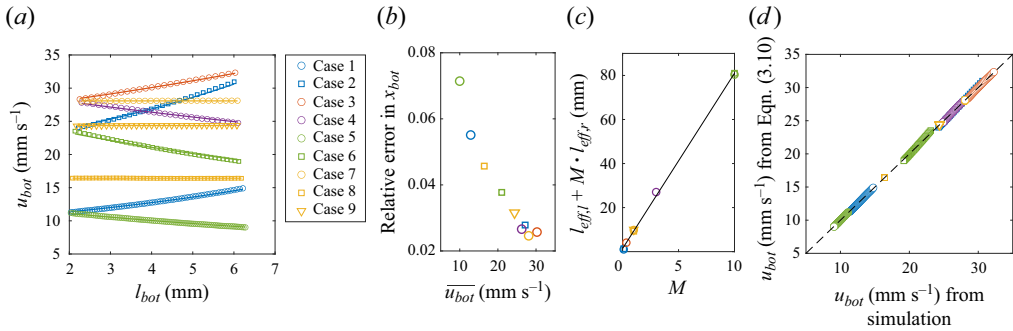 (a)
u_bot (mm s⁻¹)
35
30
25
20
15
10
5
2
3
4
5
6
7
l_bot (mm)
Case 1
Case 2
Case 3
Case 4
Case 5
Case 6
Case 7
Case 8
Case 9
(b)
Relative error in x_bot
0.08
0.06
0.04
0.02
10
20
30
u_bot (mm s⁻¹)
(c)
l_eff,l + M · l_eff,r (mm)
80
60
40
20
0
0
5
10
M
(d)
u_bot (mm s⁻¹) from Eqn. (3.10)
35
30
25
20
15
10
5
10
20
30
u_bot (mm s⁻¹) from
simulation